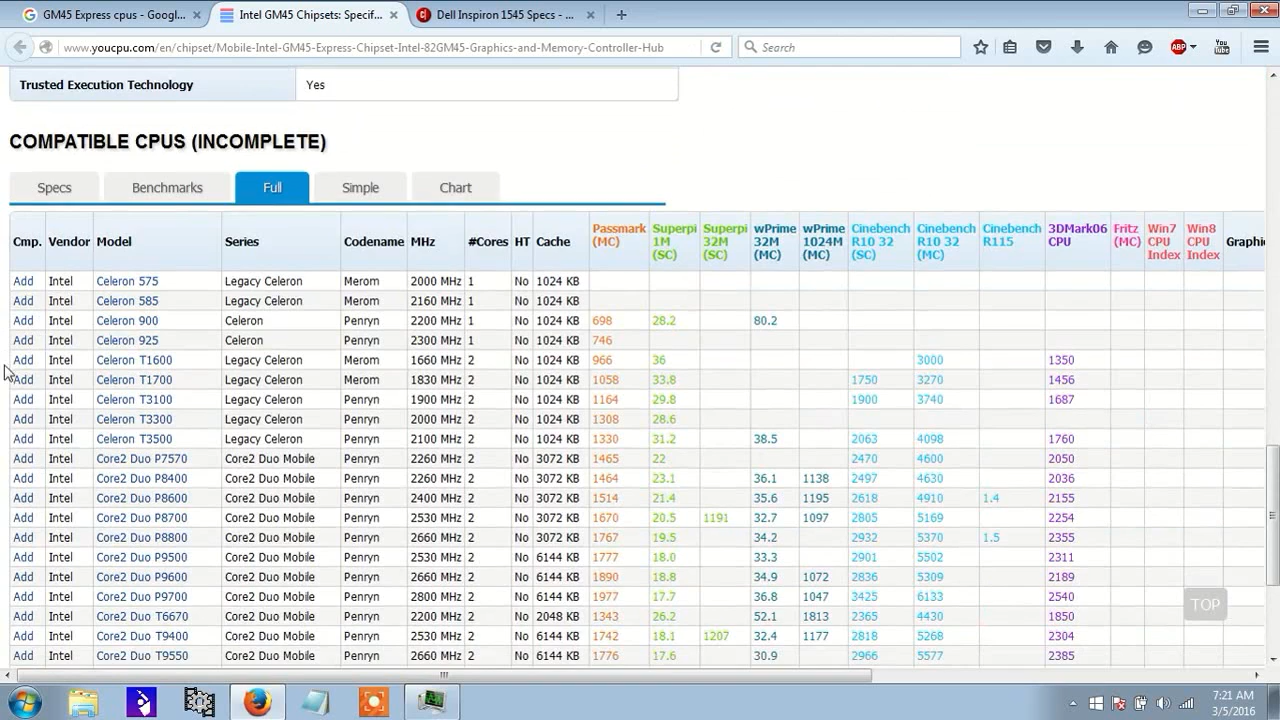 GM45 Express cpus - Googl...
Intel GM45 Chipsets: Specif...
Dell Inspiron 1545 Specs - ...
www.youcpu.com/en/chipset/Mobile-Intel-GM45-Express-Chipset-Intel-82GM45-Graphics-and-Memory-Controller-Hub
Search
ABP
You Tube
Trusted Execution Technology Yes
COMPATIBLE CPUS (INCOMPLETE)
Specs Benchmarks Full Simple Chart
Cmp. Vendor Model Series Codename MHz #Cores HT Cache Passmark (MC) Superpi 1M (SC) Superpi 32M (SC) wPrime 32M (MC) wPrime 1024M (MC) Cinebench R10 32 (SC) Cinebench R10 32 (MC) Cinebench R115 3DMark06 CPU Fritz (MC) Win7 CPU Index Win8 CPU Index Graphic
Add Intel Celeron 575 Legacy Celeron Merom 2000 MHz 1 No 1024 KB
Add Intel Celeron 585 Legacy Celeron Merom 2160 MHz 1 No 1024 KB
Add Intel Celeron 900 Celeron Penryn 2200 MHz 1 No 1024 KB 698 28.2 80.2
Add Intel Celeron 925 Celeron Penryn 2300 MHz 1 No 1024 KB 746
Add Intel Celeron T1600 Legacy Celeron Merom 1660 MHz 2 No 1024 KB 966 36 3000 1350
Add Intel Celeron T1700 Legacy Celeron Merom 1830 MHz 2 No 1024 KB 1058 33.8 1750 3270 1456
Add Intel Celeron T3100 Legacy Celeron Penryn 1900 MHz 2 No 1024 KB 1164 29.8 1900 3740 1687
Add Intel Celeron T3300 Legacy Celeron Penryn 2000 MHz 2 No 1024 KB 1308 28.6
Add Intel Celeron T3500 Legacy Celeron Penryn 2100 MHz 2 No 1024 KB 1330 31.2 38.5 2063 4098 1760
Add Intel Core2 Duo P7570 Core2 Duo Mobile Penryn 2260 MHz 2 No 3072 KB 1465 22 2470 4600 2050
Add Intel Core2 Duo P8400 Core2 Duo Mobile Penryn 2260 MHz 2 No 3072 KB 1464 23.1 36.1 1138 2497 4630 2036
Add Intel Core2 Duo P8600 Core2 Duo Mobile Penryn 2400 MHz 2 No 3072 KB 1514 21.4 35.6 1195 2618 4910 1.4 2155
Add Intel Core2 Duo P8700 Core2 Duo Mobile Penryn 2530 MHz 2 No 3072 KB 1670 20.5 1191 32.7 1097 2805 5169 2254
Add Intel Core2 Duo P8800 Core2 Duo Mobile Penryn 2660 MHz 2 No 3072 KB 1767 19.5 34.2 2932 5370 1.5 2355
Add Intel Core2 Duo P9500 Core2 Duo Mobile Penryn 2530 MHz 2 No 6144 KB 1777 18.0 33.3 2901 5502 2311
Add Intel Core2 Duo P9600 Core2 Duo Mobile Penryn 2660 MHz 2 No 6144 KB 1890 18.8 34.9 1072 2836 5309 2189
Add Intel Core2 Duo P9700 Core2 Duo Mobile Penryn 2800 MHz 2 No 6144 KB 1977 17.7 36.8 1047 3425 6133 2540
Add Intel Core2 Duo T6670 Core2 Duo Mobile Penryn 2200 MHz 2 No 2048 KB 1343 26.2 52.1 1813 2365 4430 1850
Add Intel Core2 Duo T9400 Core2 Duo Mobile Penryn 2530 MHz 2 No 6144 KB 1742 18.1 1207 32.4 1177 2818 5268 2304
Add Intel Core2 Duo T9550 Core2 Duo Mobile Penryn 2660 MHz 2 No 6144 KB 1776 17.6 30.9 2966 5577 2385
TOP
7:21 AM
3/5/2016